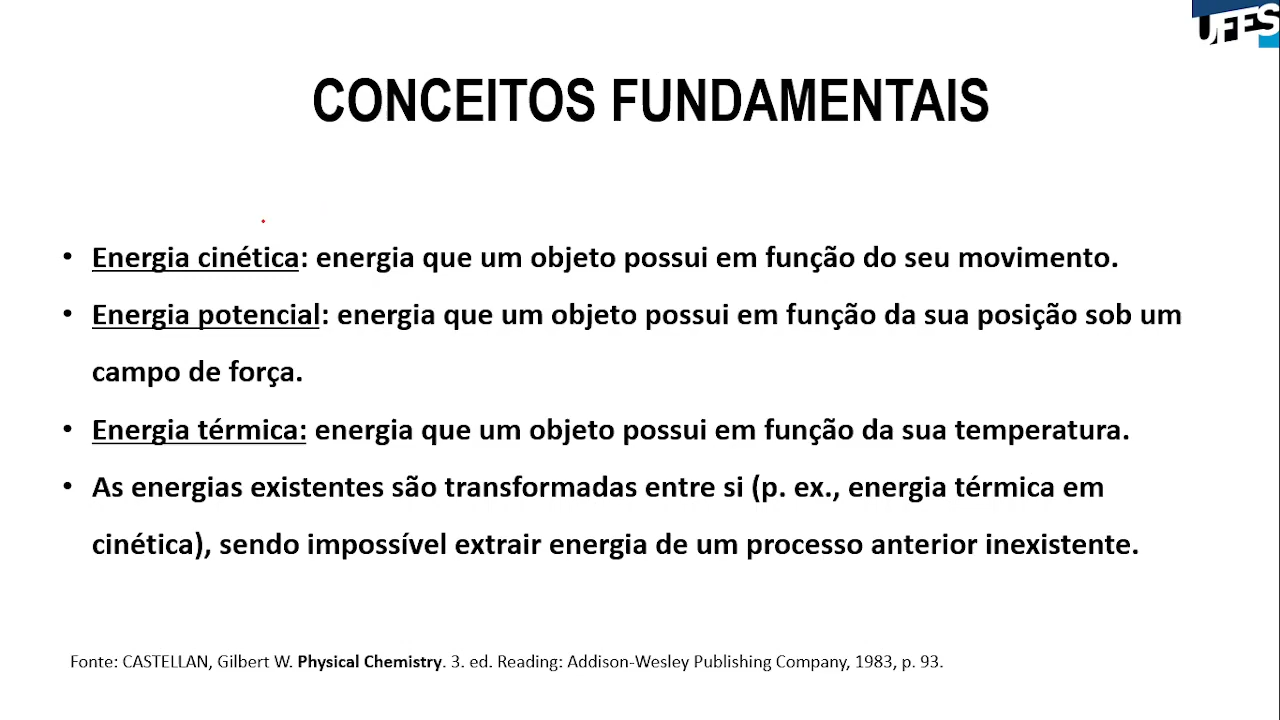 UFES
CONCEITOS FUNDAMENTAIS
• Energia cinética: energia que um objeto possui em função do seu movimento.
• Energia potencial: energia que um objeto possui em função da sua posição sob um
campo de força.
• Energia térmica: energia que um objeto possui em função da sua temperatura.
• As energias existentes são transformadas entre si (p. ex., energia térmica em
cinética), sendo impossível extrair energia de um processo anterior inexistente.
Fonte: CASTELLAN, Gilbert W. Physical Chemistry. 3. ed. Reading: Addison-Wesley Publishing Company, 1983, p. 93.